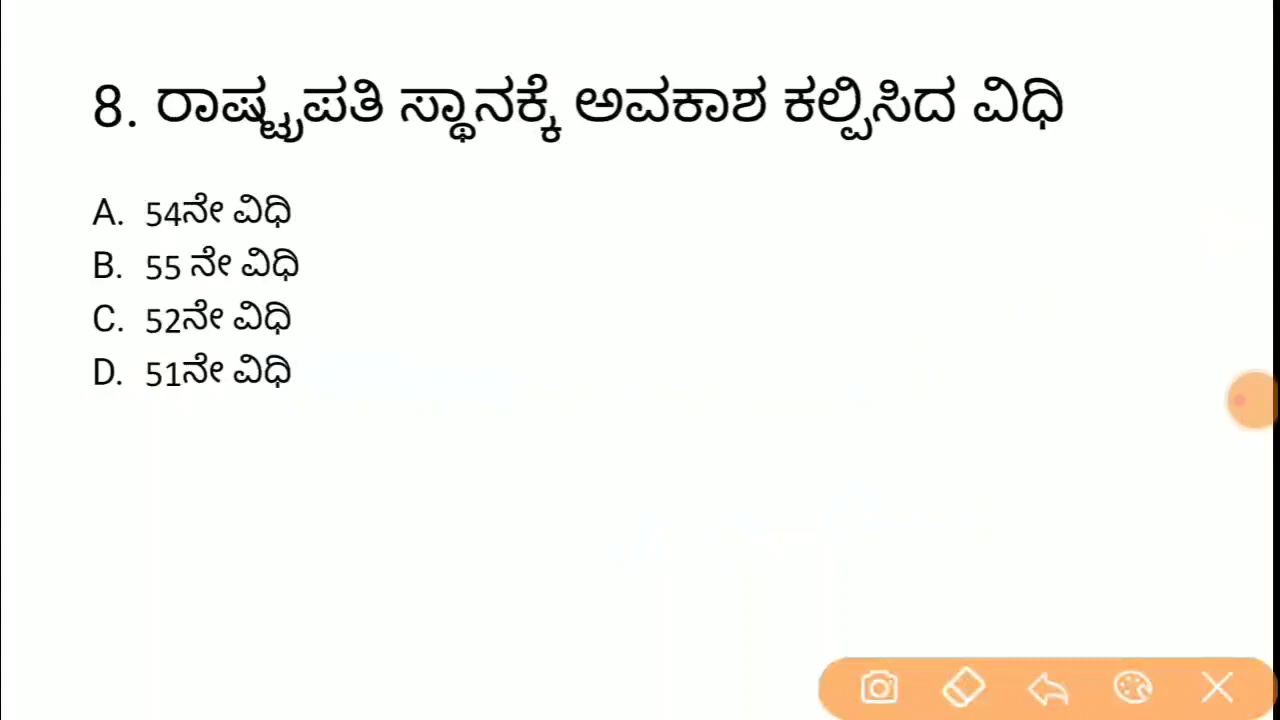 8. ರಾಷ್ಟ್ರಪತಿ ಸ್ಥಾನಕ್ಕೆ ಅವಕಾಶ ಕಲ್ಪಿಸಿದ ವಿಧಿ
A. 54ನೇ ವಿಧಿ
B. 55 ನೇ ವಿಧಿ
C. 52ನೇ ವಿಧಿ
D. 51ನೇ ವಿಧಿ